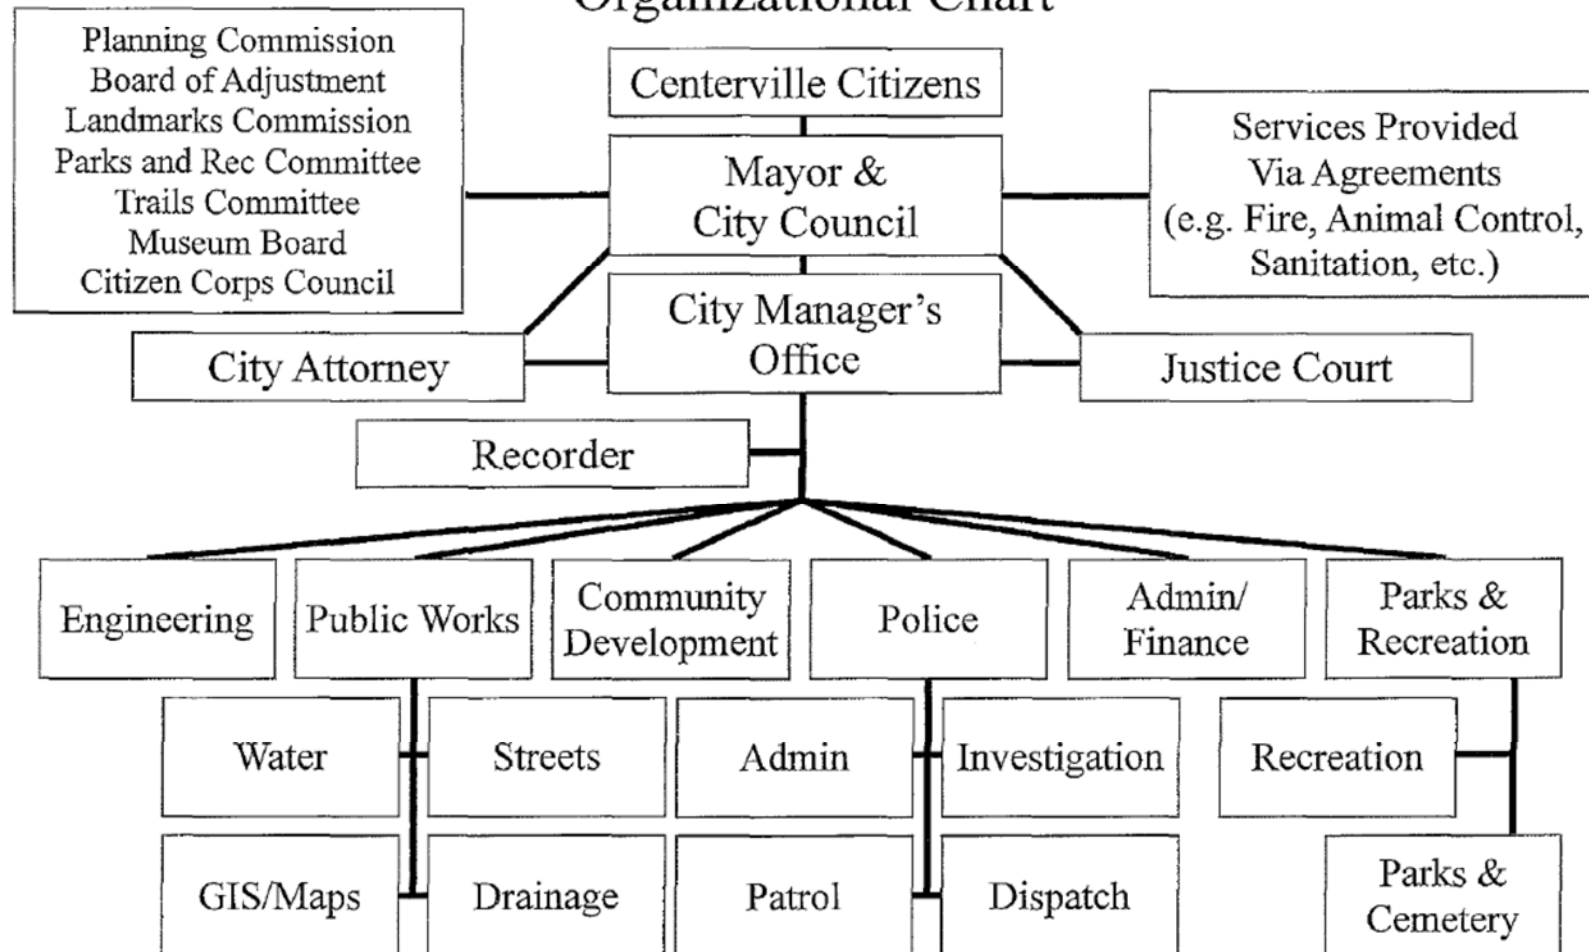 Organizational Chart
Planning Commission
Board of Adjustment
Landmarks Commission
Parks and Rec Committee
Trails Committee
Museum Board
Citizen Corps Council
Centerville Citizens
Mayor &
City Council
Services Provided
Via Agreements
(e.g. Fire, Animal Control,
Sanitation, etc.)
City Manager's
Office
City Attorney
Justice Court
Recorder
Engineering
Public Works
Community
Development
Police
Admin/
Finance
Parks &
Recreation
Water
Streets
Admin
Investigation
Recreation
GIS/Maps
Drainage
Patrol
Dispatch
Parks &
Cemetery